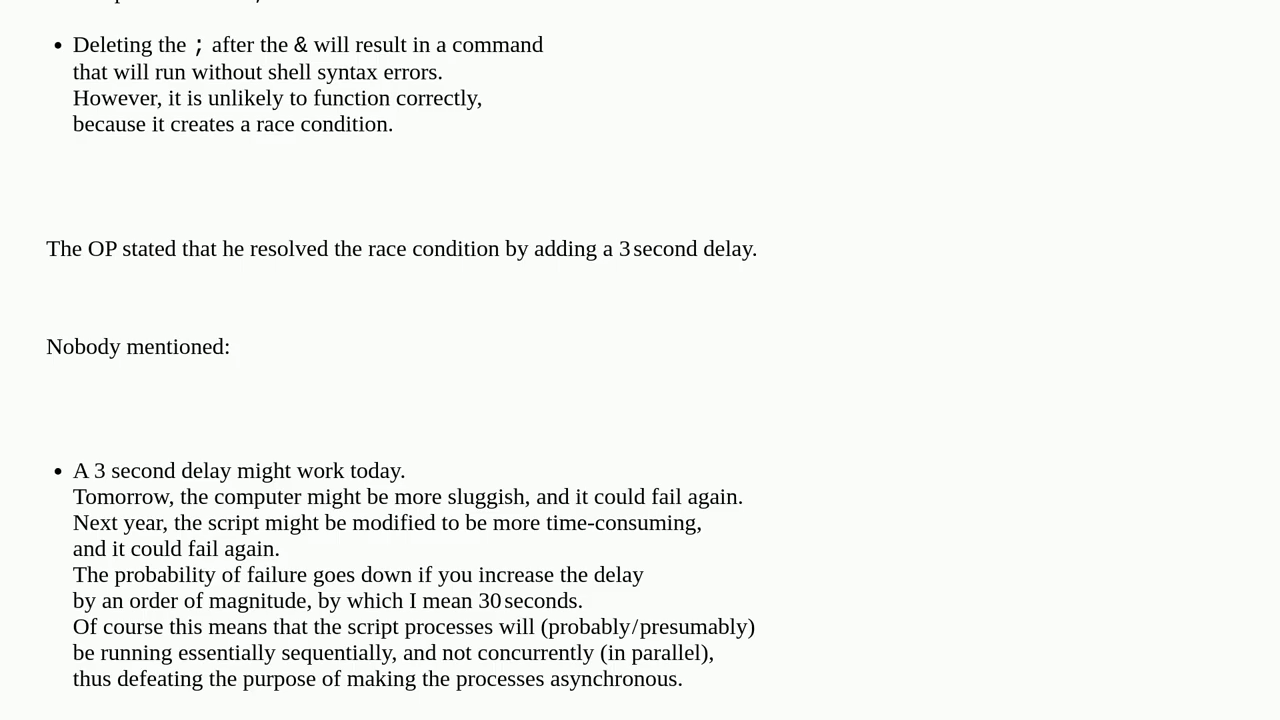 Deleting the ; after the & will result in a command
that will run without shell syntax errors.
However, it is unlikely to function correctly,
because it creates a race condition.
The OP stated that he resolved the race condition by adding a 3 second delay.
Nobody mentioned:
A 3 second delay might work today.
Tomorrow, the computer might be more sluggish, and it could fail again.
Next year, the script might be modified to be more time-consuming,
and it could fail again.
The probability of failure goes down if you increase the delay
by an order of magnitude, by which I mean 30 seconds.
Of course this means that the script processes will (probably/presumably)
be running essentially sequentially, and not concurrently (in parallel),
thus defeating the purpose of making the processes asynchronous.